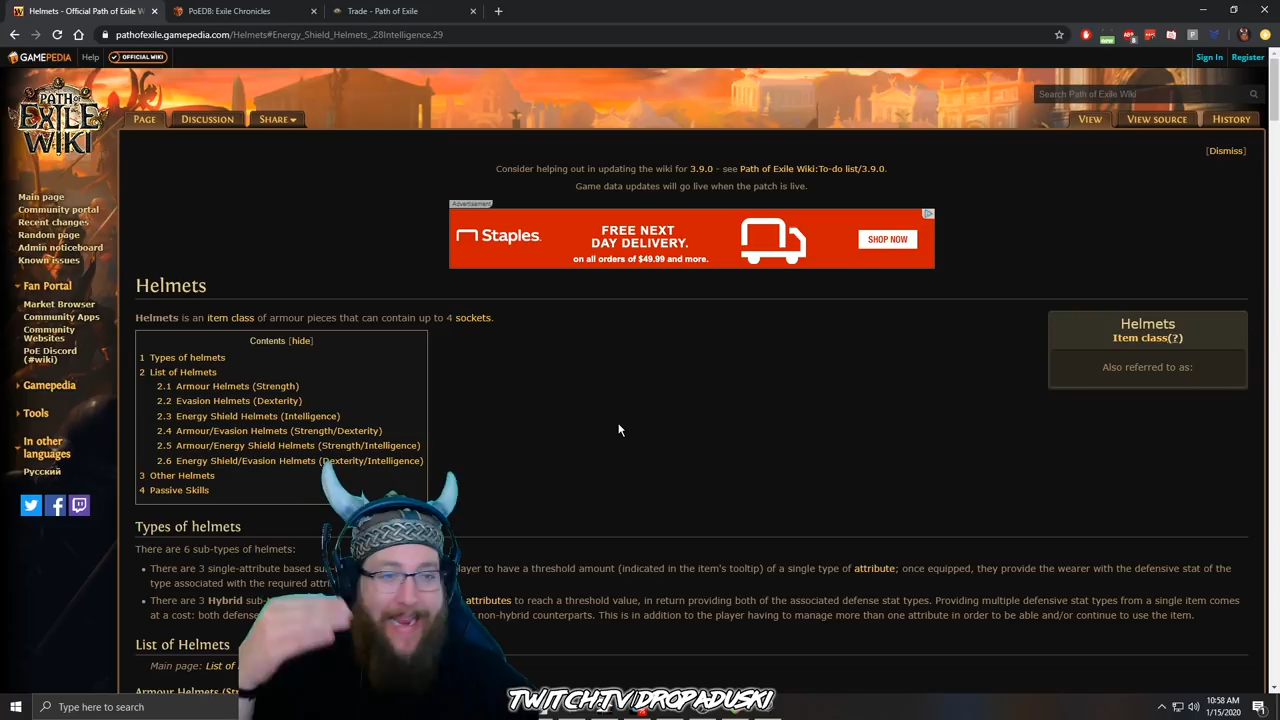 Helmets - Official Path of Exile W
PoEDB: Exile Chronicles
Trade - Path of Exile
pathofexile.gamepedia.com/Helmets#Energy_Shield_Helmets_.28Intelligence.29
GAMEPEDIA
Help
OFFICIAL WIKI
Sign In
Register
PATH OF EXILE WIKI
Search Path of Exile Wiki
PAGE
DISCUSSION
SHARE
VIEW
VIEW SOURCE
HISTORY
[Dismiss]
Consider helping out in updating the wiki for 3.9.0 - see Path of Exile Wiki:To-do list/3.9.0.
Game data updates will go live when the patch is live.
Advertisement
Staples.
FREE NEXT
DAY DELIVERY.
on all orders of $49.99 and more.
SHOP NOW
Main page
Community portal
Recent changes
Random page
Admin noticeboard
Known issues
Fan Portal
Market Browser
Community Apps
Community
Websites
PoE Discord
(#wiki)
Gamepedia
Tools
In other
languages
Русский
Helmets
Helmets is an item class of armour pieces that can contain up to 4 sockets.
Contents [hide]
1 Types of helmets
2 List of Helmets
2.1 Armour Helmets (Strength)
2.2 Evasion Helmets (Dexterity)
2.3 Energy Shield Helmets (Intelligence)
2.4 Armour/Evasion Helmets (Strength/Dexterity)
2.5 Armour/Energy Shield Helmets (Strength/Intelligence)
2.6 Energy Shield/Evasion Helmets (Dexterity/Intelligence)
3 Other Helmets
4 Passive Skills
Helmets
Item class(?)
Also referred to as:
Types of helmets
There are 6 sub-types of helmets:
There are 3 single-attribute based sub- layer to have a threshold amount (indicated in the item's tooltip) of a single type of attribute; once equipped, they provide the wearer with the defensive stat of the
type associated with the required attri
There are 3 Hybrid sub- attributes to reach a threshold value, in return providing both of the associated defense stat types. Providing multiple defensive stat types from a single item comes
at a cost: both defens non-hybrid counterparts. This is in addition to the player having to manage more than one attribute in order to be able and/or continue to use the item.
List of Helmets
Main page: List of
Armour Helmets (St
TWITCH.TV DROPADUSKI
Type here to search
10:58 AM
1/15/2020